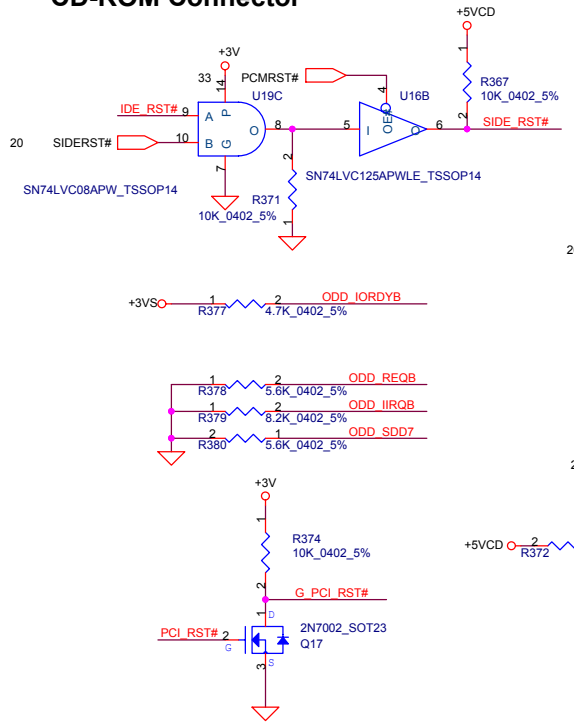 CD-ROM Connector
+5VCD
+3V
33
14
U19C
PCMRST#
4
U16B
1
R367
10K_0402_5%
2
IDE_RST#
9
A
P
O
8
5
I
OE#
O
6
SIDE_RST#
20
SIDERST#
10
B
G
7
2
SN74LVC08APW_TSSOP14
SN74LVC125APWLE_TSSOP14
R371
10K_0402_5%
1
+3VS
1
2
ODD_IORDYB
R377
4.7K_0402_5%
1
2
ODD_REQB
R378
5.6K_0402_5%
1
2
ODD_IIRQB
R379
8.2K_0402_5%
2
1
ODD_SDD7
R380
5.6K_0402_5%
+3V
1
R374
10K_0402_5%
2
G_PCI_RST#
1
D
2N7002_SOT23
Q17
PCI_RST#
2
G
S
3
+5VCD
2
R372